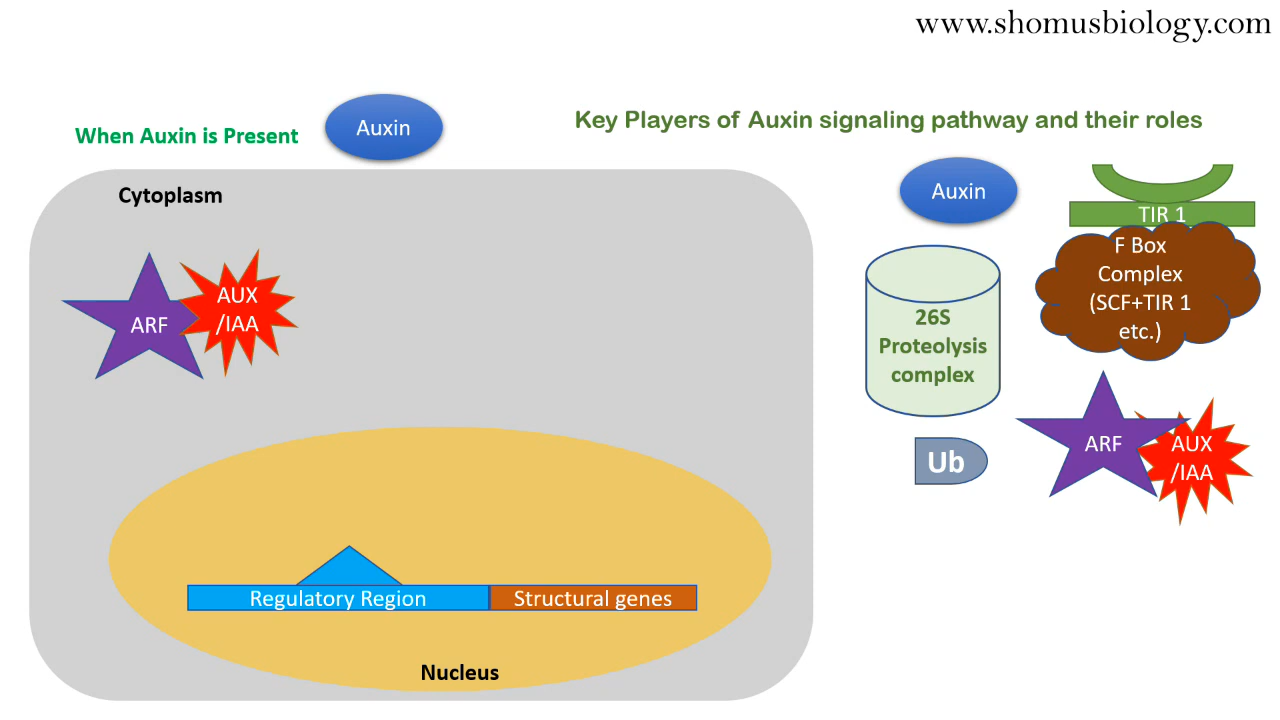 www.shomusbiology.com
When Auxin is Present
Auxin
Key Players of Auxin signaling pathway and their roles
Cytoplasm
ARF
AUX
/IAA
Regulatory Region
Structural genes
Nucleus
Auxin
TIR 1
F Box
Complex
(SCF+TIR 1
etc.)
26S
Proteolysis
complex
Ub
ARF
AUX
/IAA